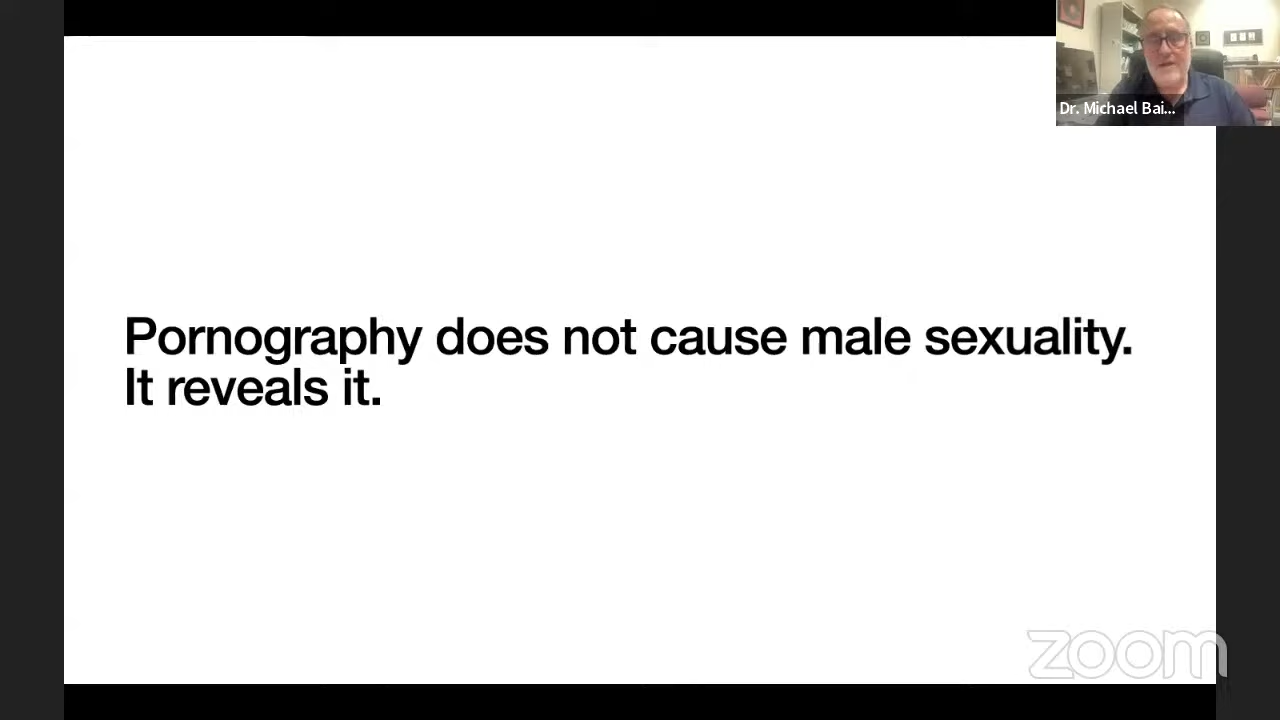 Dr. Michael Bai...
Pornography does not cause male sexuality.
It reveals it.
zoom